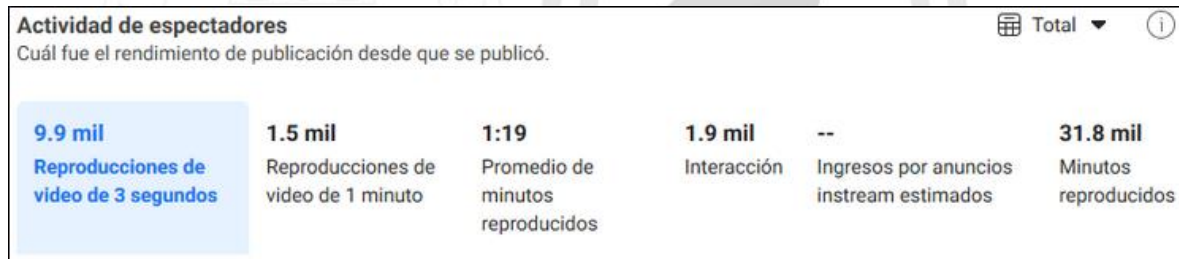 Actividad de espectadores
Total
Cuál fue el rendimiento de publicación desde que se publicó.
9.9 mil
Reproducciones de
video de 3 segundos
1.5 mil
Reproducciones de
video de 1 minuto
1:19
Promedio de
minutos
reproducidos
1.9 mil
Interacción
--
Ingresos por anuncios
instream estimados
31.8 mil
Minutos
reproducidos